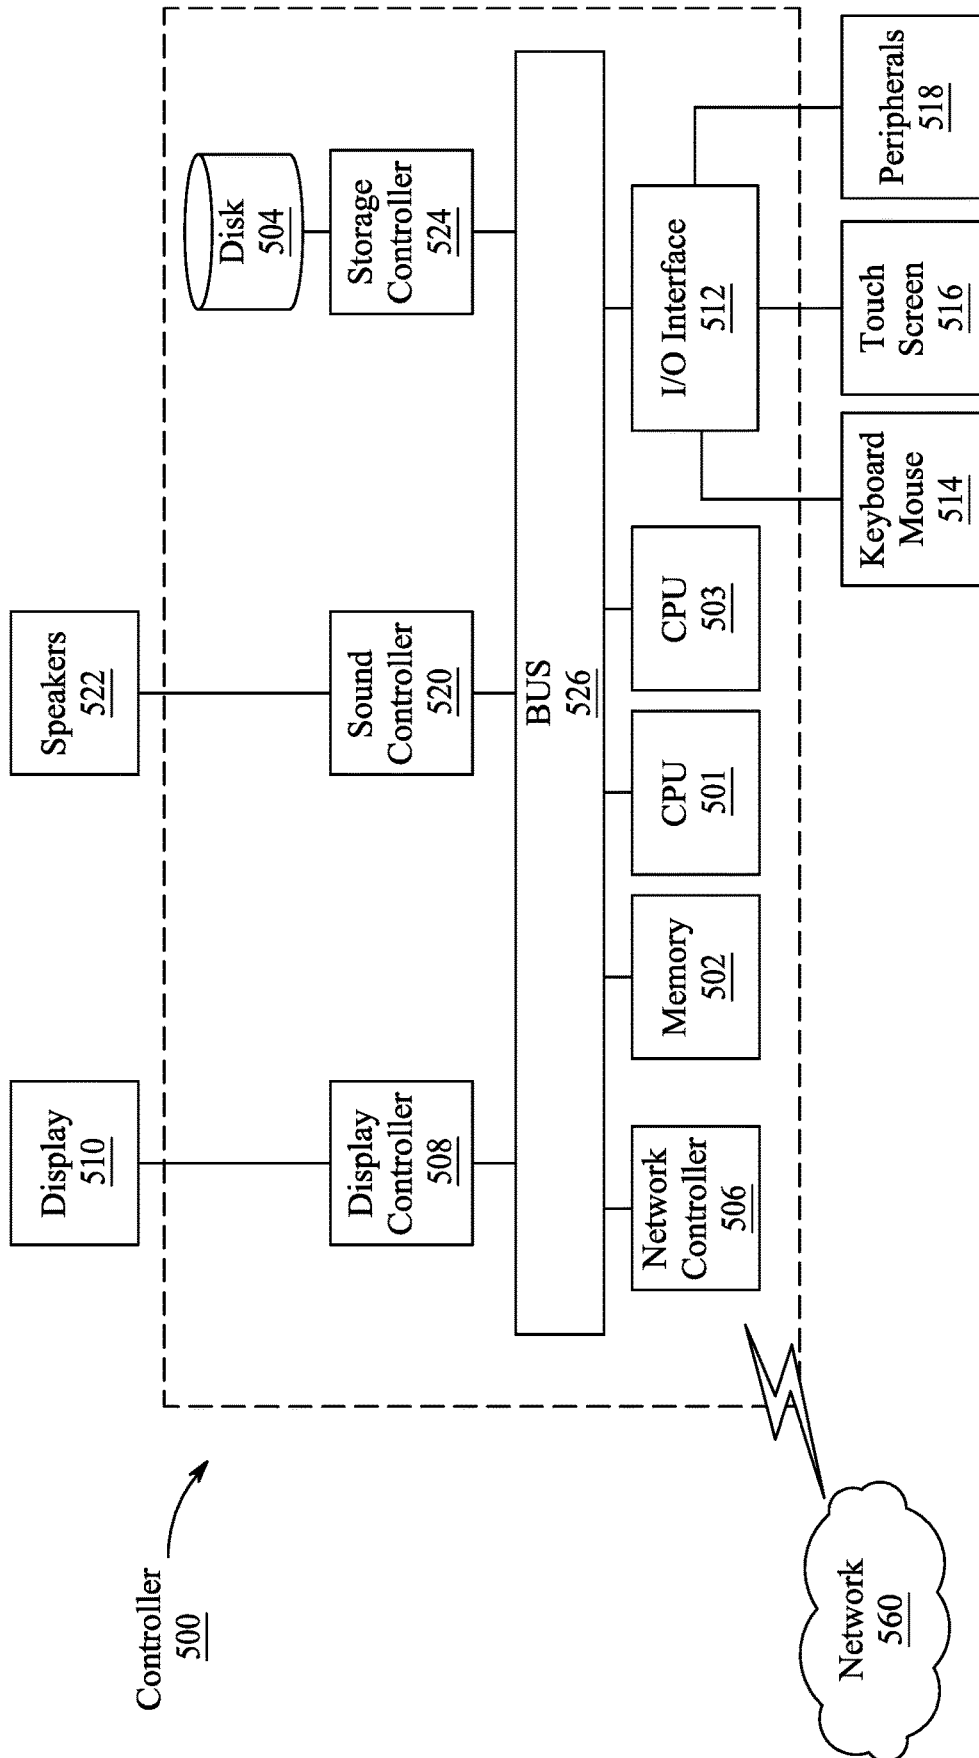 Controller
500
Display
510
Speakers
522
Disk
504
Display
Controller
508
Sound
Controller
520
Storage
Controller
524
BUS
526
Network
Controller
506
Memory
502
CPU
501
CPU
503
I/O Interface
512
Network
560
Keyboard
Mouse
514
Touch
Screen
516
Peripherals
518